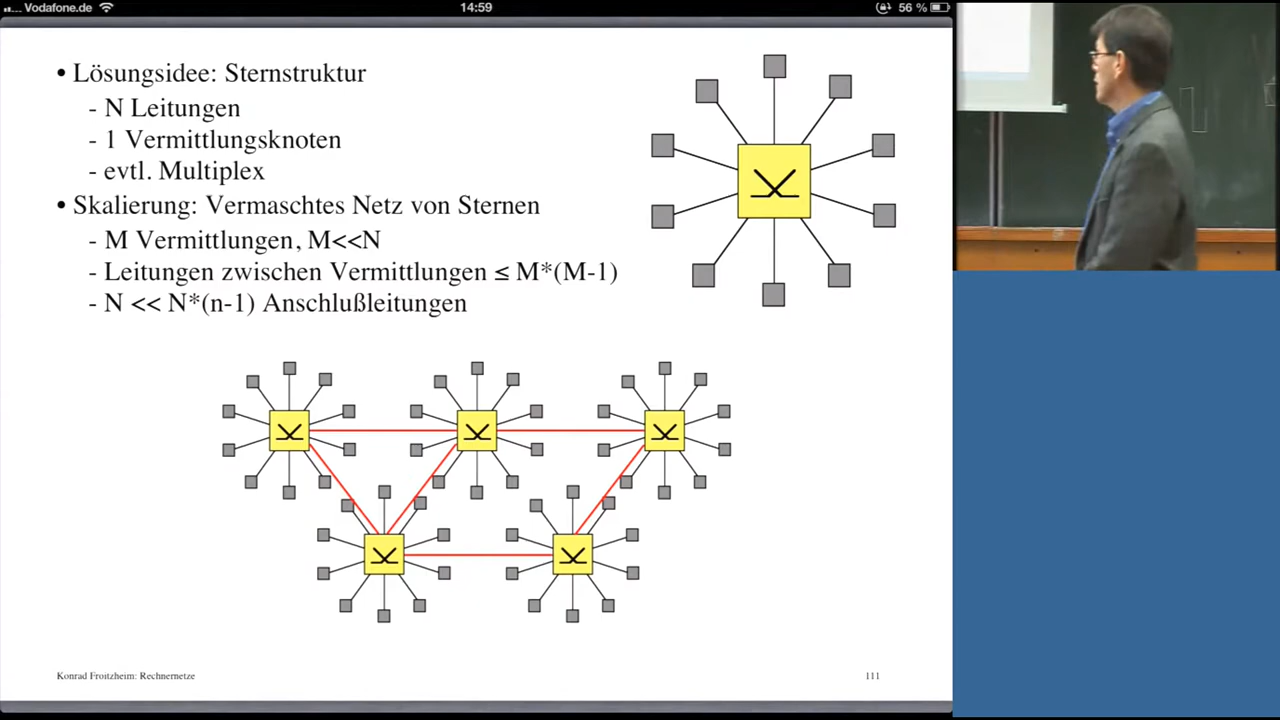 Vodafone.de
14:59
56 %
• Lösungsidee: Sternstruktur
- N Leitungen
- 1 Vermittlungsknoten
- evtl. Multiplex
• Skalierung: Vermaschtes Netz von Sternen
- M Vermittlungen, M<<N
- Leitungen zwischen Vermittlungen ≤ M*(M-1)
- N << N*(n-1) Anschlußleitungen
Konrad Froitzheim: Rechnernetze
111